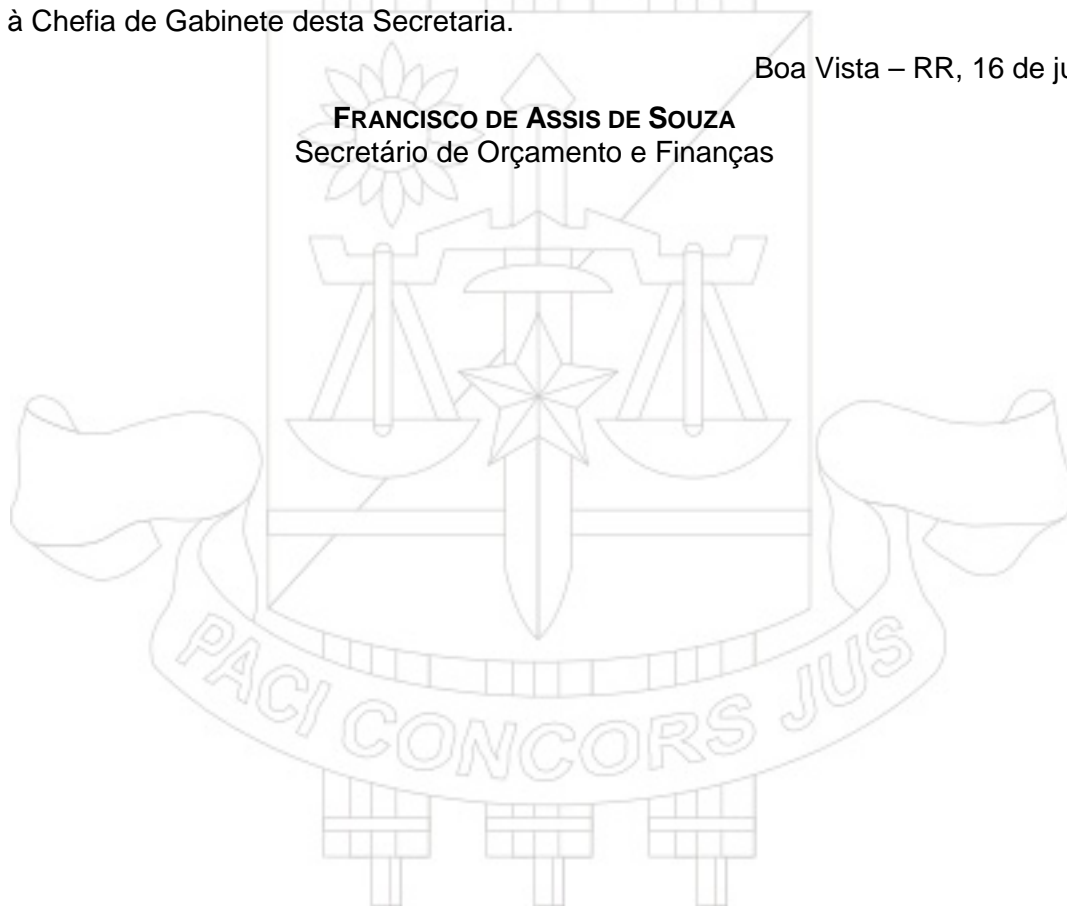 à Chefia de Gabinete desta Secretaria.
Boa Vista – RR, 16 de
FRANCISCO DE ASSIS DE SOUZA
Secretário de Orçamento e Finanças
PACI CONCORS JUS